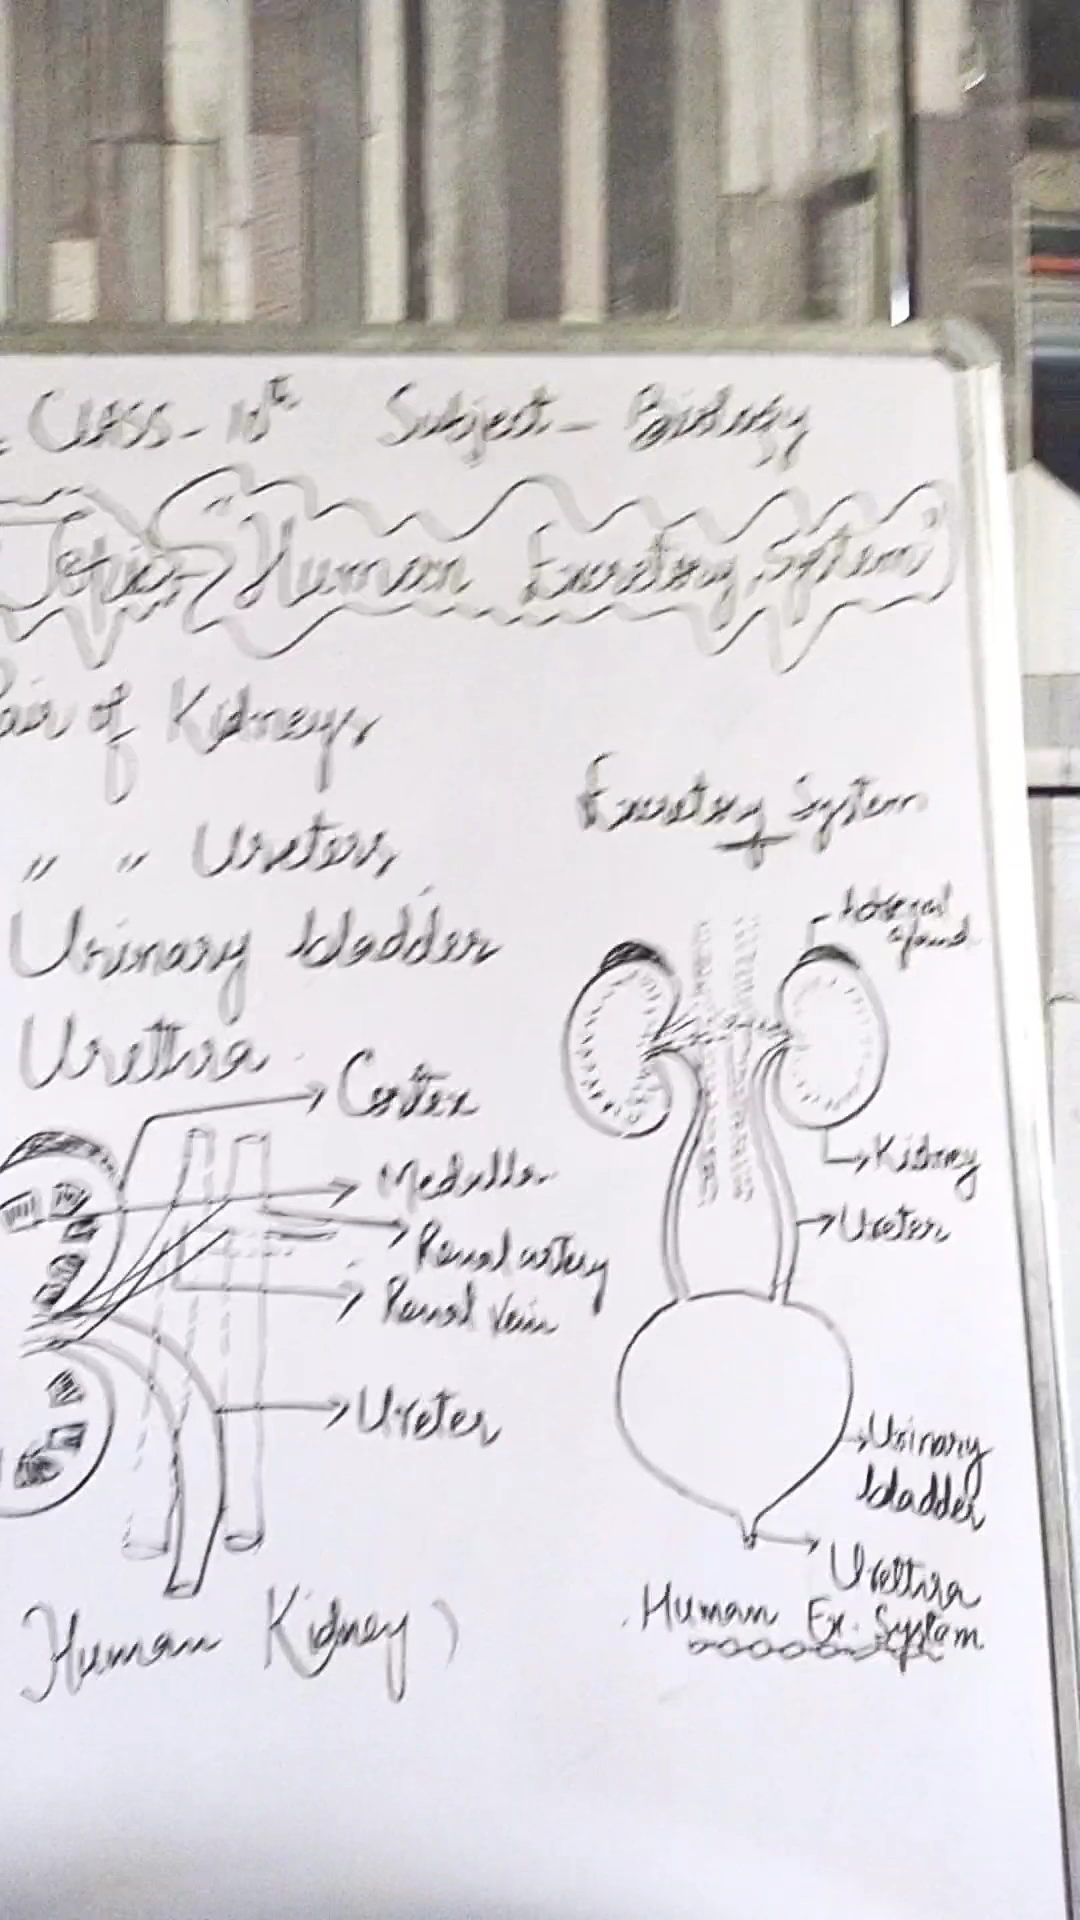 Class - 10th Subject - Biology
Topic - "Human Excretory System"
Pair of Kidneys
" " Ureters
Urinary bladder
Urethra
Cortex
Medulla
Renal artery
Renal Vein
Ureter
Human Kidney)
Excretory System
Adrenal
gland
Kidney
Ureter
Urinary
bladder
Urethra
Human Ex. System